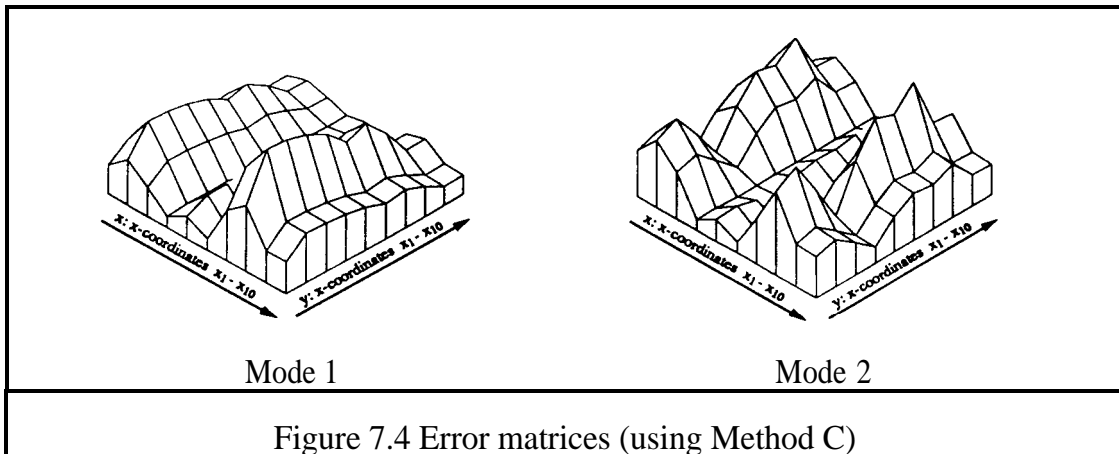 x: x-coordinates x₁ - x₁₀
y: x-coordinates x₁ - x₁₀
x: x-coordinates x₁ - x₁₀
y: x-coordinates x₁ - x₁₀
Mode 1
Mode 2
Figure 7.4 Error matrices (using Method C)